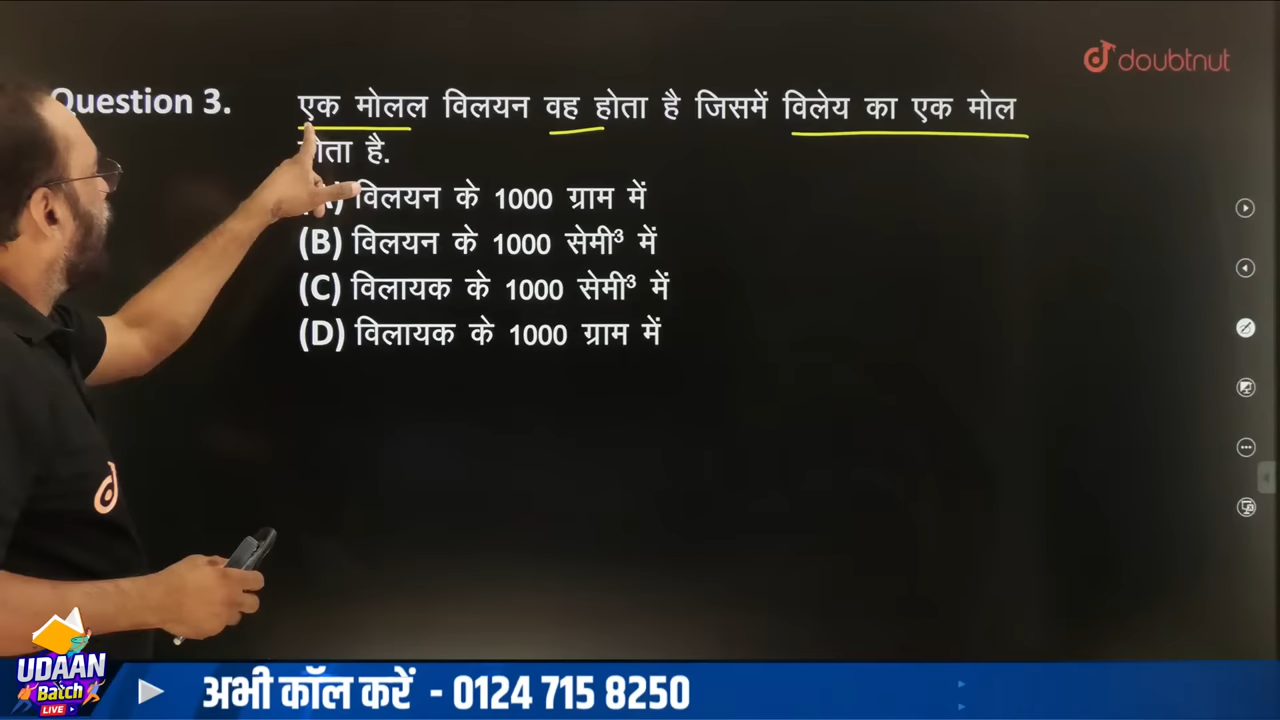 doubtnut
Question 3. एक मोलल विलयन वह होता है जिसमें विलेय का एक मोल
होता है.
विलयन के 1000 ग्राम में
(B) विलयन के 1000 सेमी³ में
(C) विलायक के 1000 सेमी³ में
(D) विलायक के 1000 ग्राम में
UDAAN
Batch
LIVE
अभी कॉल करें - 0124 715 8250